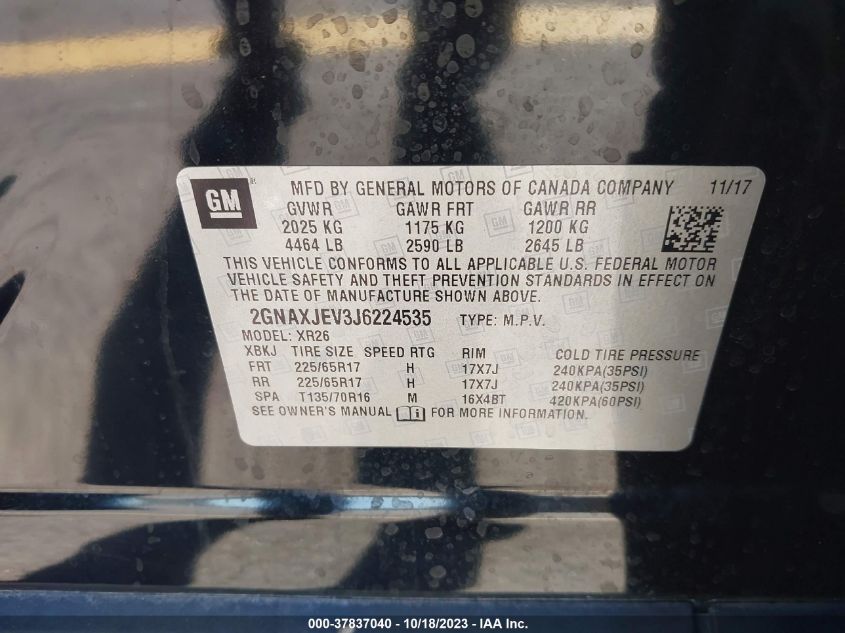 GM ® MFD BY GENERAL MOTORS OF CANADA COMPANY 11/17
GVWR GAWR FRT GAWR RR
2025 KG 1175 KG 1200 KG
4464 LB 2590 LB 2645 LB
THIS VEHICLE CONFORMS TO ALL APPLICABLE U.S. FEDERAL MOTOR
VEHICLE SAFETY AND THEFT PREVENTION STANDARDS IN EFFECT ON
THE DATE OF MANUFACTURE SHOWN ABOVE.
2GNAXJEV3J6224535 TYPE: M.P.V.
MODEL: XR26
XBKJ TIRE SIZE SPEED RTG RIM COLD TIRE PRESSURE
FRT 225/65R17 H 17X7J 240KPA(35PSI)
RR 225/65R17 H 17X7J 240KPA(35PSI)
SPA T135/70R16 M 16X4BT 420KPA(60PSI)
SEE OWNER'S MANUAL i FOR MORE INFORMATION.
000-37837040 - 10/18/2023 - IAA Inc.